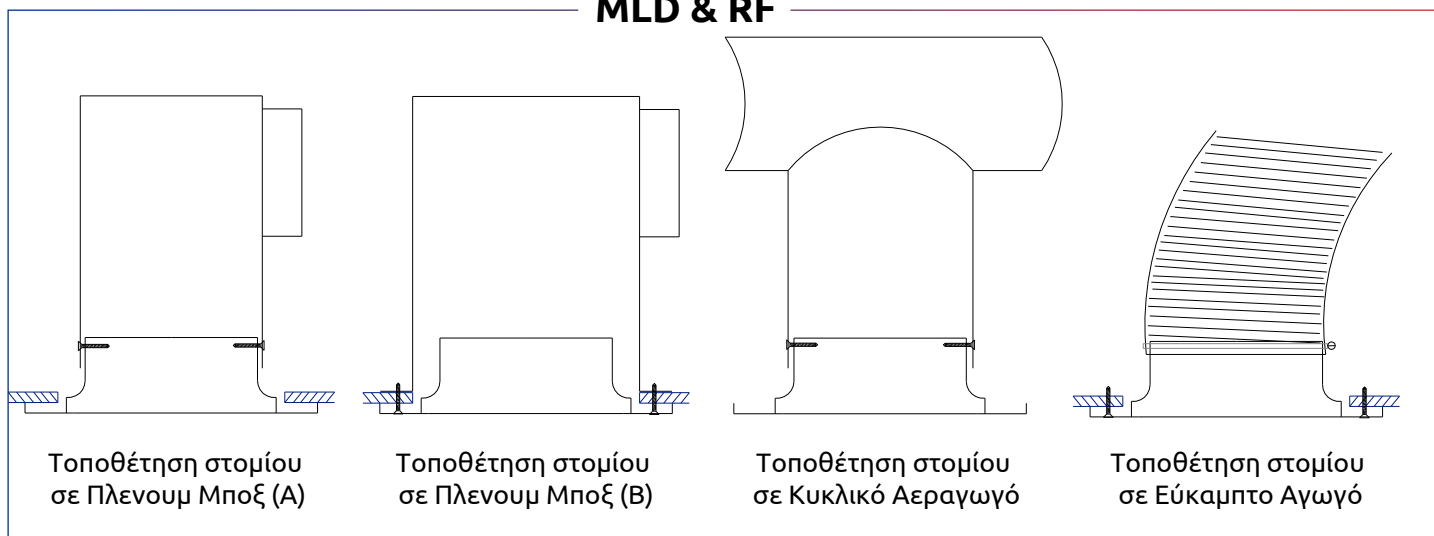 MLD & RF
Τοποθέτηση στομίου
σε Πλενουμ Μποξ (Α)
Τοποθέτηση στομίου
σε Πλενουμ Μποξ (Β)
Τοποθέτηση στομίου
σε Κυκλικό Αεραγωγό
Τοποθέτηση στομίου
σε Εύκαμπτο Αγωγό